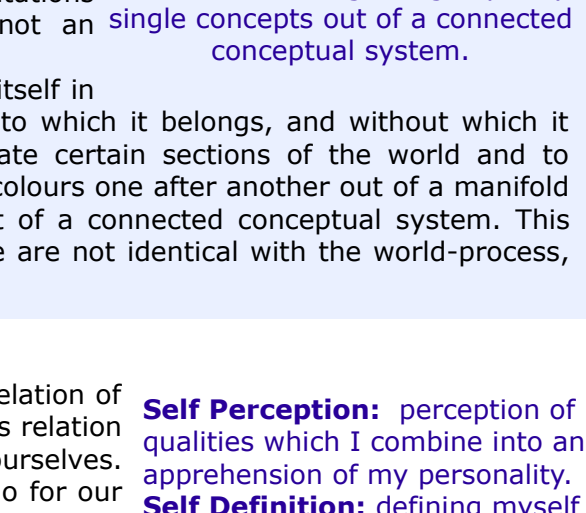 not an
single concepts out of a connected
conceptual system.
itself in
to which it belongs, and without which it
ate certain sections of the world and to
colours one after another out of a manifold
t of a connected conceptual system. This
e are not identical with the world-process,
elation of
s relation
ourselves.
o for our
Self Perception: perception of
qualities which I combine into an
apprehension of my personality.
Self Definition: defining myself